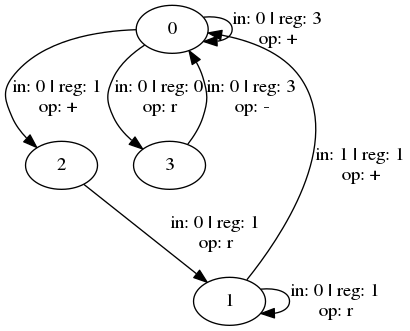 0
in: 0 | reg: 3
op: +
in: 0 | reg: 1
op: +
in: 0 | reg: 0
op: r
in: 0 | reg: 3
op: -
2
3
in: 1 | reg: 1
op: +
in: 0 | reg: 1
op: r
1
in: 0 | reg: 1
op: r